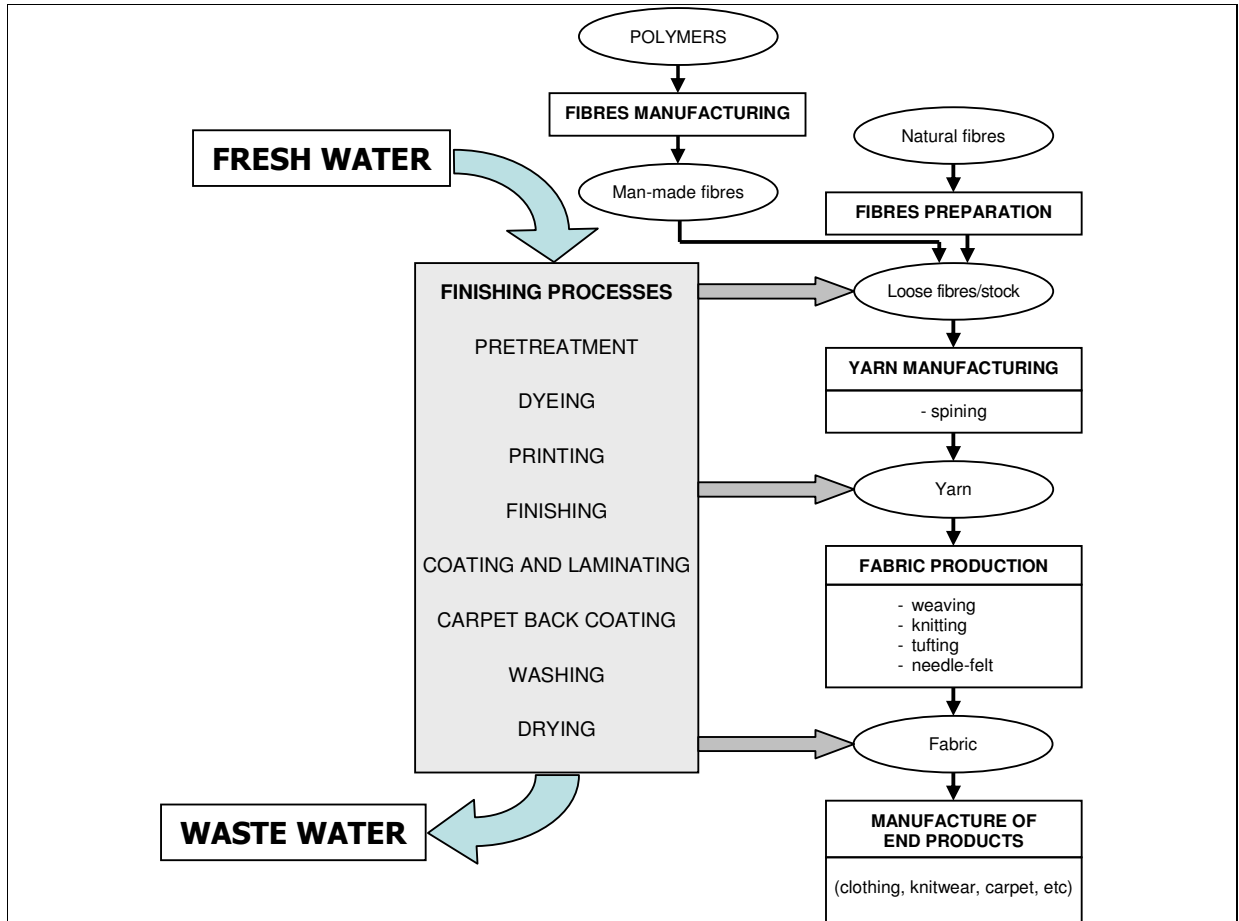 POLYMERS
FIBRES MANUFACTURING
Natural fibres
FRESH WATER
Man-made fibres
FIBRES PREPARATION
FINISHING PROCESSES
Loose fibres/stock
PRETREATMENT
YARN MANUFACTURING
DYEING
- spining
PRINTING
Yarn
FINISHING
COATING AND LAMINATING
FABRIC PRODUCTION
- weaving
- knitting
- tufting
- needle-felt
CARPET BACK COATING
WASHING
DRYING
Fabric
WASTE WATER
MANUFACTURE OF
END PRODUCTS
(clothing, knitwear, carpet, etc)